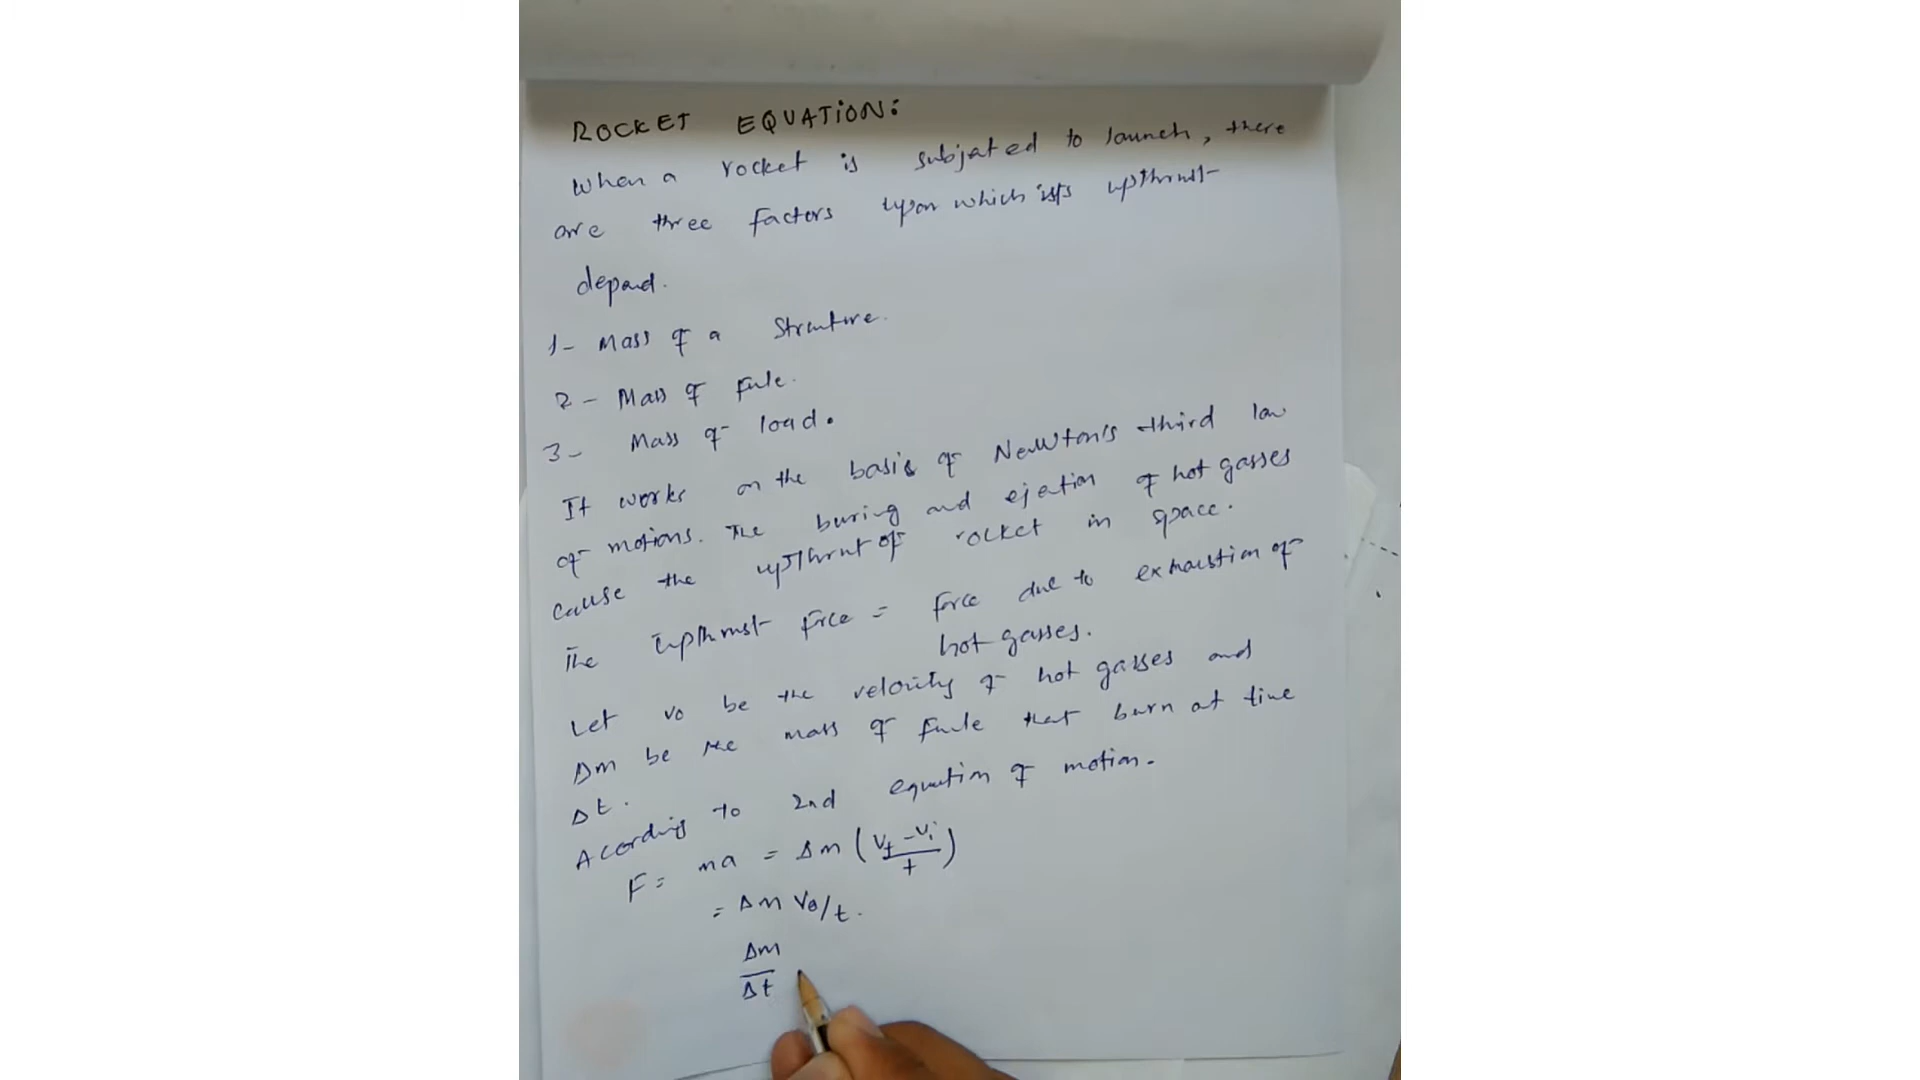 ROCKET EQUATION:
When a rocket is subjated to launch, there
are three factors upon which its upthrust
depand.
1- Mass of a Structure.
2- Mass of Fule.
3- Mass of load.
It works on the basis of Newton's third law
of motions. The buring and ejection of hot gasses
cause the upthrut of rocket in space.
The upthrust force = force due to exhaustion of
hot gasses.
Let vo be the velocity of hot gasses and
Δm be the mass of fule that burn at time
Δt.
Acording to 2nd equation of motion.
F = ma = Δm (Vf - Vi / t)
= Δm Vo/t.
Δm
Δt